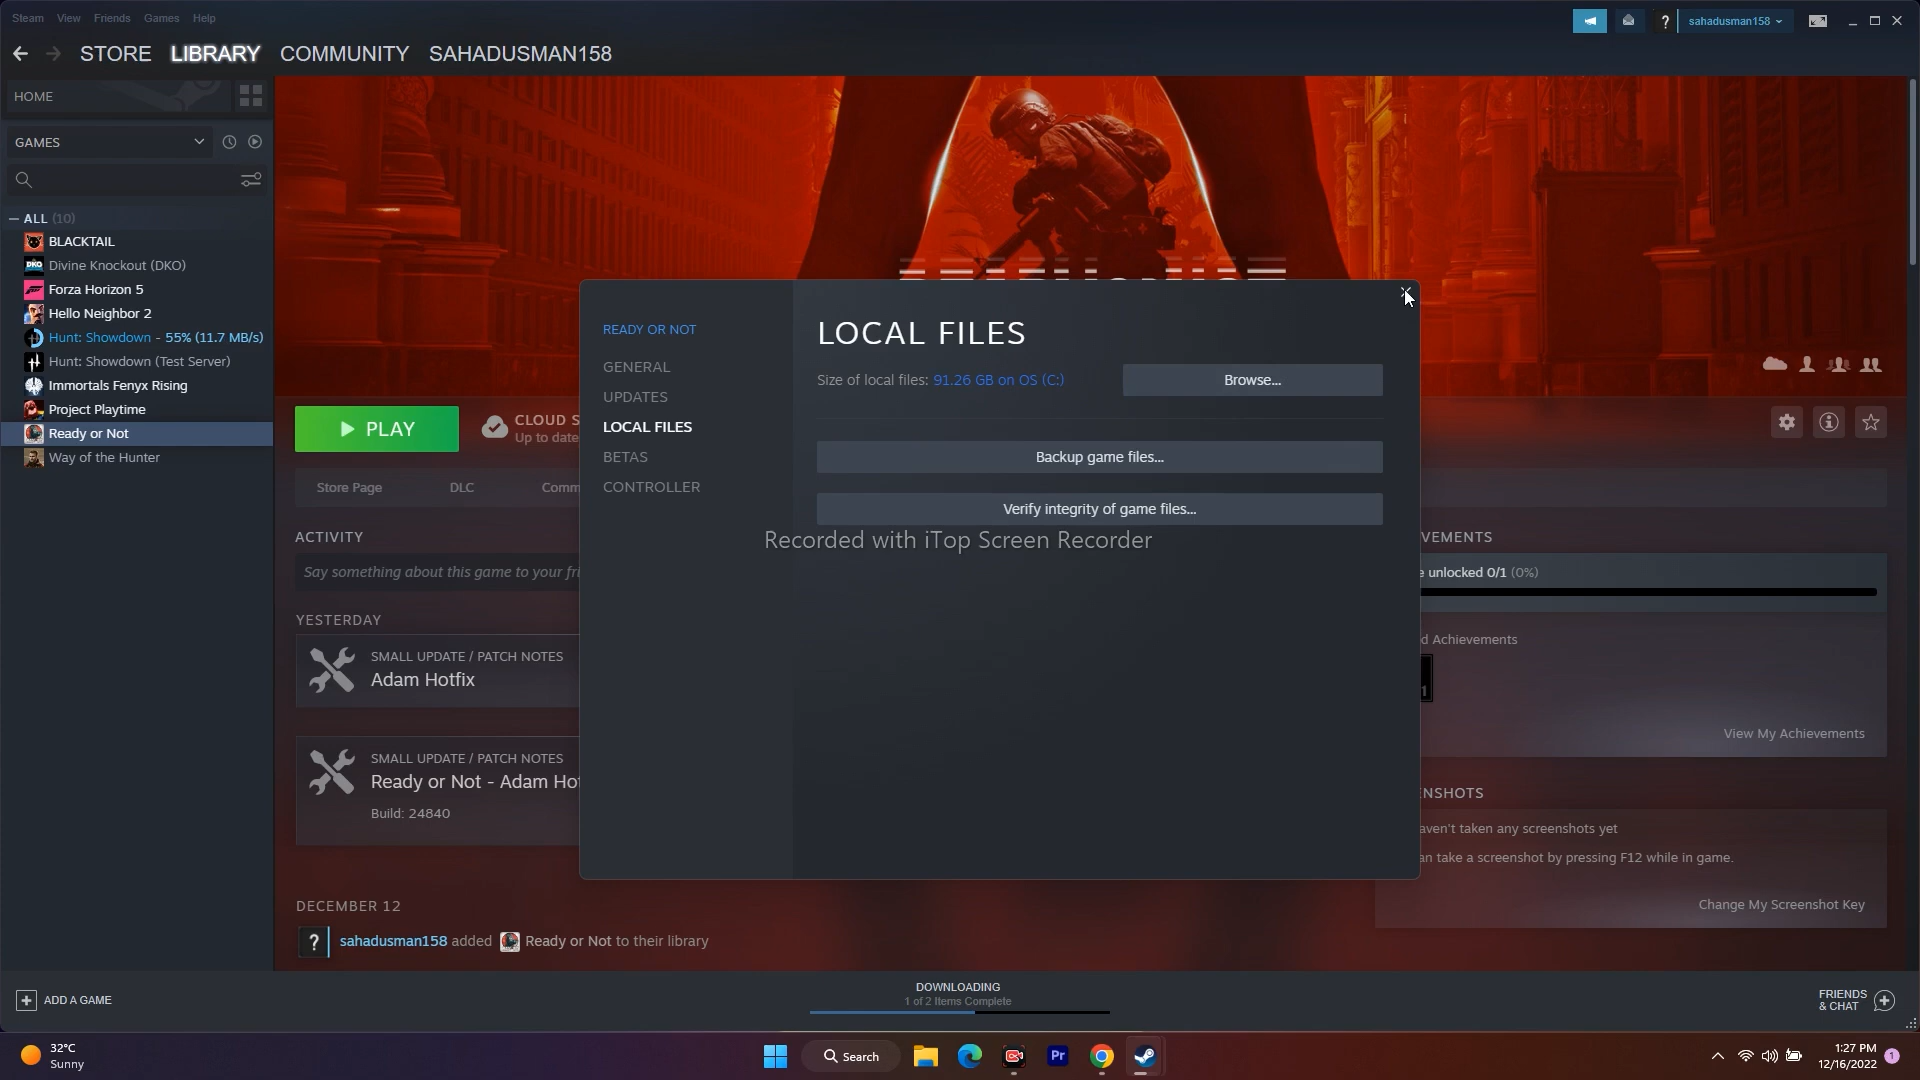 Steam View Friends Games Help
sahadusman158
STORE LIBRARY COMMUNITY SAHADUSMAN158
HOME
GAMES
ALL (10)
BLACKTAIL
DKO Divine Knockout (DKO)
Forza Horizon 5
Hello Neighbor 2
Hunt: Showdown - 55% (11.7 MB/s)
Hunt: Showdown (Test Server)
Immortals Fenyx Rising
Project Playtime
Ready or Not
Way of the Hunter
ADD A GAME
PLAY
CLOUD S
Up to date
Store Page DLC Comm
ACTIVITY
Say something about this game to your fri
YESTERDAY
SMALL UPDATE / PATCH NOTES
Adam Hotfix
SMALL UPDATE / PATCH NOTES
Ready or Not - Adam Hot
Build: 24840
DECEMBER 12
? sahadusman158 added Ready or Not to their library
READY OR NOT
GENERAL
UPDATES
LOCAL FILES
BETAS
CONTROLLER
LOCAL FILES
Size of local files: 91.26 GB on OS (C:)
Browse...
Backup game files...
Verify integrity of game files...
Recorded with iTop Screen Recorder
VEMENTS
e unlocked 0/1 (0%)
d Achievements
1
View My Achievements
NSHOTS
aven't taken any screenshots yet
an take a screenshot by pressing F12 while in game.
Change My Screenshot Key
DOWNLOADING
1 of 2 Items Complete
FRIENDS
& CHAT
32°C
Sunny
Search
Pr
1:27 PM
12/16/2022
1